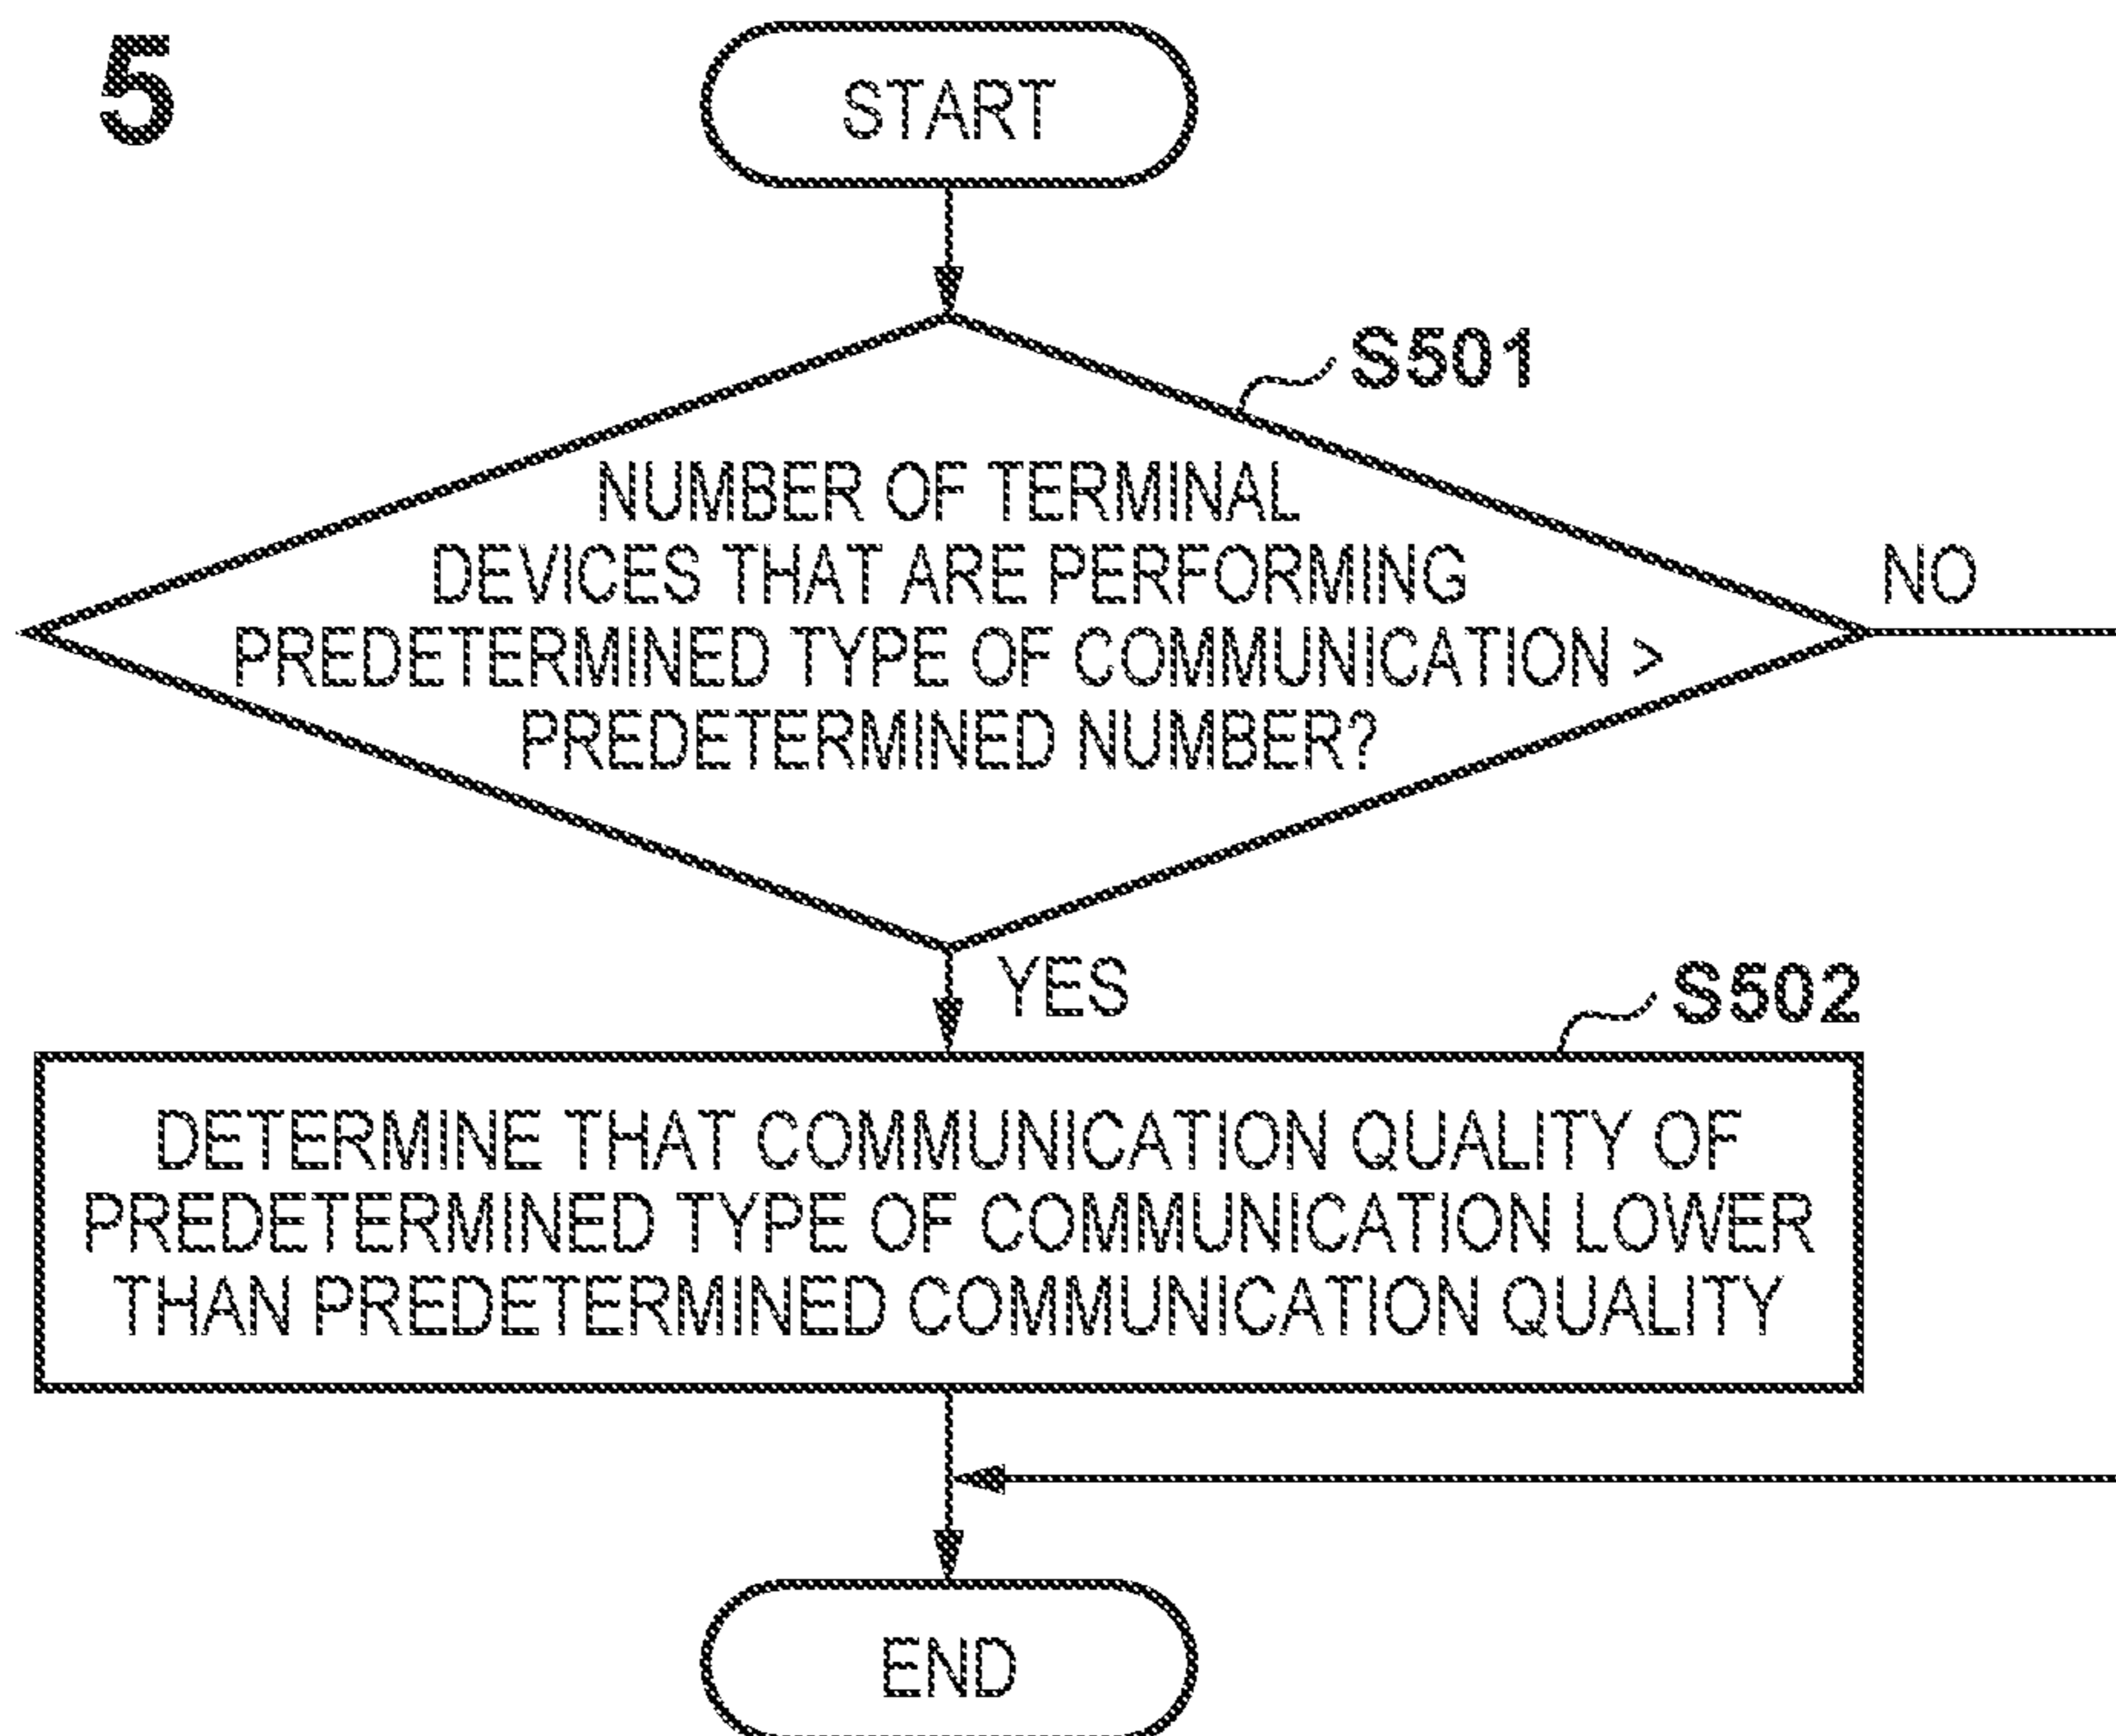 5
START
S501
NUMBER OF TERMINAL
DEVICES THAT ARE PERFORMING
PREDETERMINED TYPE OF COMMUNICATION >
PREDETERMINED NUMBER?
NO
YES
S502
DETERMINE THAT COMMUNICATION QUALITY OF
PREDETERMINED TYPE OF COMMUNICATION LOWER
THAN PREDETERMINED COMMUNICATION QUALITY
END